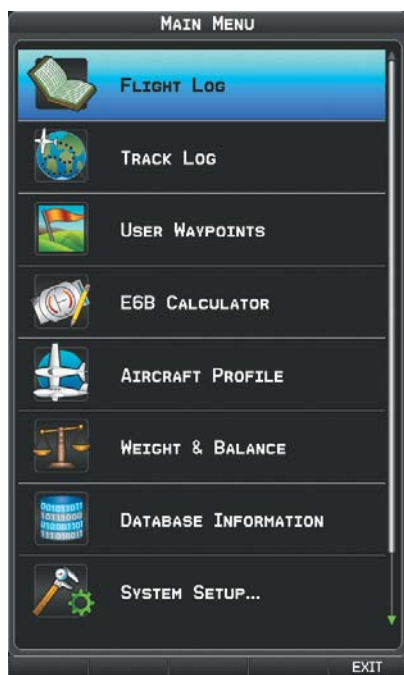 MAIN MENU
FLIGHT LOG
TRACK LOG
USER WAYPOINTS
E6B CALCULATOR
AIRCRAFT PROFILE
WEIGHT & BALANCE
DATABASE INFORMATION
SYSTEM SETUP...
EXIT